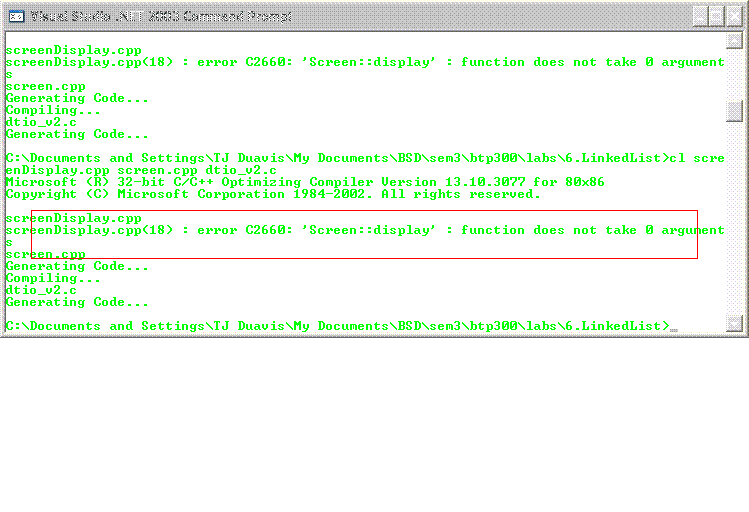 Visual Studio .NET 2003 Command Prompt
screenDisplay.cpp
screenDisplay.cpp(18) : error C2660: 'Screen::display' : function does not take 0 argument
s
screen.cpp
Generating Code...
Compiling...
dtio_v2.c
Generating Code...
C:\Documents and Settings\TJ Duavis\My Documents\BSD\sem3\btp300\labs\6.LinkedList>cl scre
enDisplay.cpp screen.cpp dtio_v2.c
Microsoft (R) 32-bit C/C++ Optimizing Compiler Version 13.10.3077 for 80x86
Copyright (C) Microsoft Corporation 1984-2002. All rights reserved.
screenDisplay.cpp
screenDisplay.cpp(18) : error C2660: 'Screen::display' : function does not take 0 argument
s
screen.cpp
Generating Code...
Compiling...
dtio_v2.c
Generating Code...
C:\Documents and Settings\TJ Duavis\My Documents\BSD\sem3\btp300\labs\6.LinkedList>_